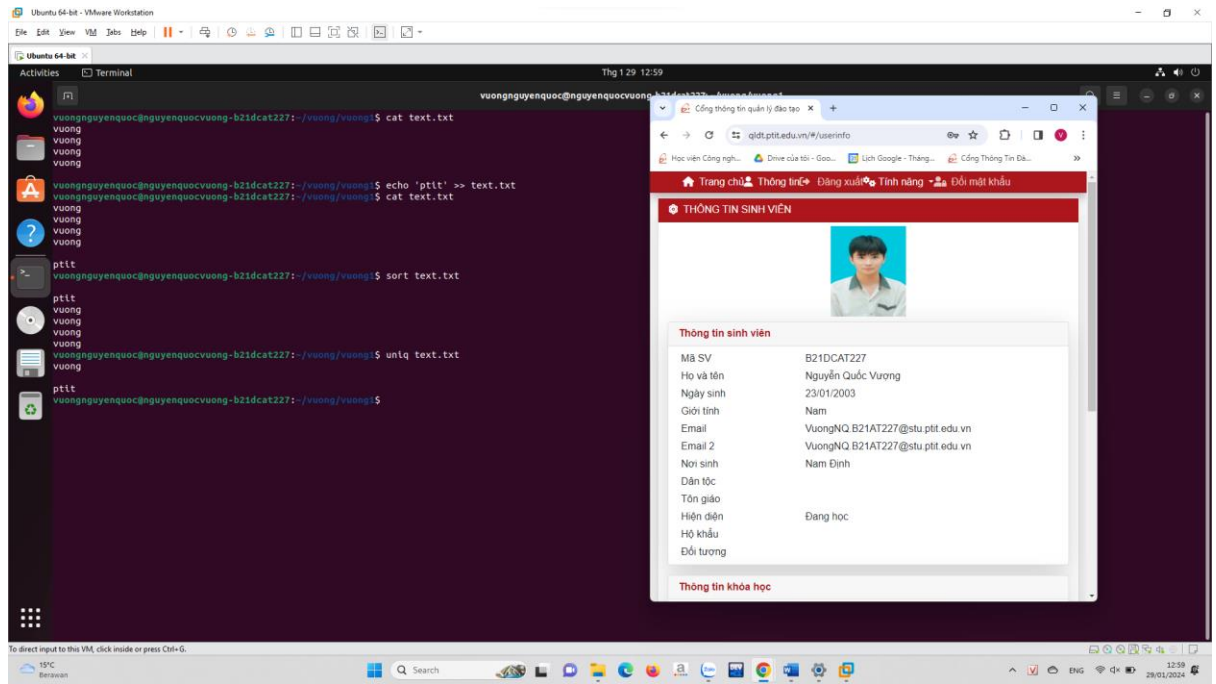 Ubuntu 64-bit - VMware Workstation
File Edit View VM Tabs Help
Ubuntu 64-bit
Activities Terminal Thg 1 29 12:59
vuongnguyenquoc@nguyenquocvuong-b21dcat227:~/vuong/vuong1
vuongnguyenquoc@nguyenquocvuong-b21dcat227:~/vuong/vuong1$ cat text.txt
vuong
vuong
vuong
vuong
vuongnguyenquoc@nguyenquocvuong-b21dcat227:~/vuong/vuong1$ echo 'ptit' >> text.txt
vuongnguyenquoc@nguyenquocvuong-b21dcat227:~/vuong/vuong1$ cat text.txt
vuong
vuong
vuong
vuong
ptit
vuongnguyenquoc@nguyenquocvuong-b21dcat227:~/vuong/vuong1$ sort text.txt
ptit
vuong
vuong
vuong
vuong
vuongnguyenquoc@nguyenquocvuong-b21dcat227:~/vuong/vuong1$ uniq text.txt
vuong
ptit
vuongnguyenquoc@nguyenquocvuong-b21dcat227:~/vuong/vuong1$
Cổng thông tin quản lý đào tạo
qldt.ptit.edu.vn/#/userinfo
Học viện Công ngh... Drive của tôi - Goo... Lịch Google - Tháng... Cổng Thông Tin Đà...
Trang chủ Thông tin Đăng xuất Tính năng Đổi mật khẩu
THÔNG TIN SINH VIÊN
Thông tin sinh viên
Mã SV B21DCAT227
Họ và tên Nguyễn Quốc Vượng
Ngày sinh 23/01/2003
Giới tính Nam
Email VuongNQ.B21AT227@stu.ptit.edu.vn
Email 2 VuongNQ.B21AT227@stu.ptit.edu.vn
Nơi sinh Nam Định
Dân tộc
Tôn giáo
Hiện diện Đang học
Hộ khẩu
Đối tượng
Thông tin khóa học
To direct input to this VM, click inside or press Ctrl+G.
15°C
Berawan
Search
ENG
12:59
29/01/2024